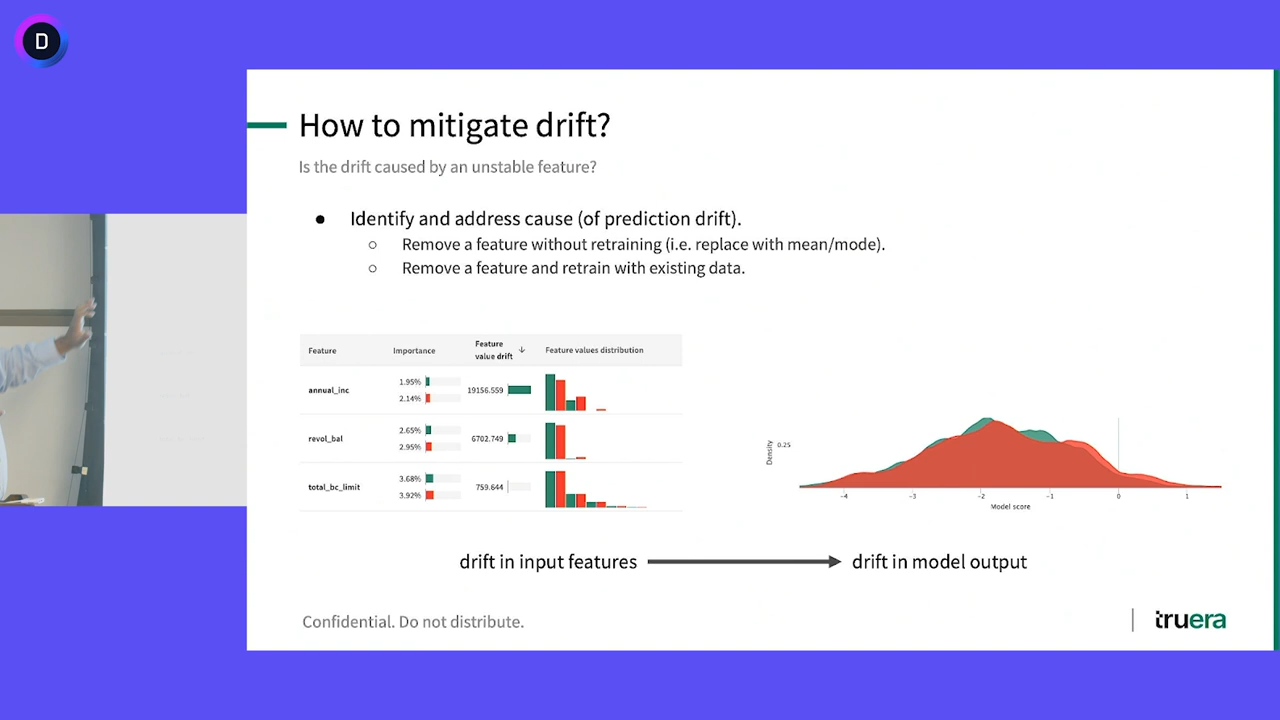 D
How to mitigate drift?
Is the drift caused by an unstable feature?
● Identify and address cause (of prediction drift).
○ Remove a feature without retraining (i.e. replace with mean/mode).
○ Remove a feature and retrain with existing data.
Feature Importance Feature value drift ↓ Feature values distribution
annual_inc 1.95% 2.14% 19156.559
revol_bal 2.65% 2.95% 6702.749
total_bc_limit 3.68% 3.92% 759.644
Density
0.25
-4 -3 -2 -1 0 1
Model score
drift in input features drift in model output
Confidential. Do not distribute.
truera